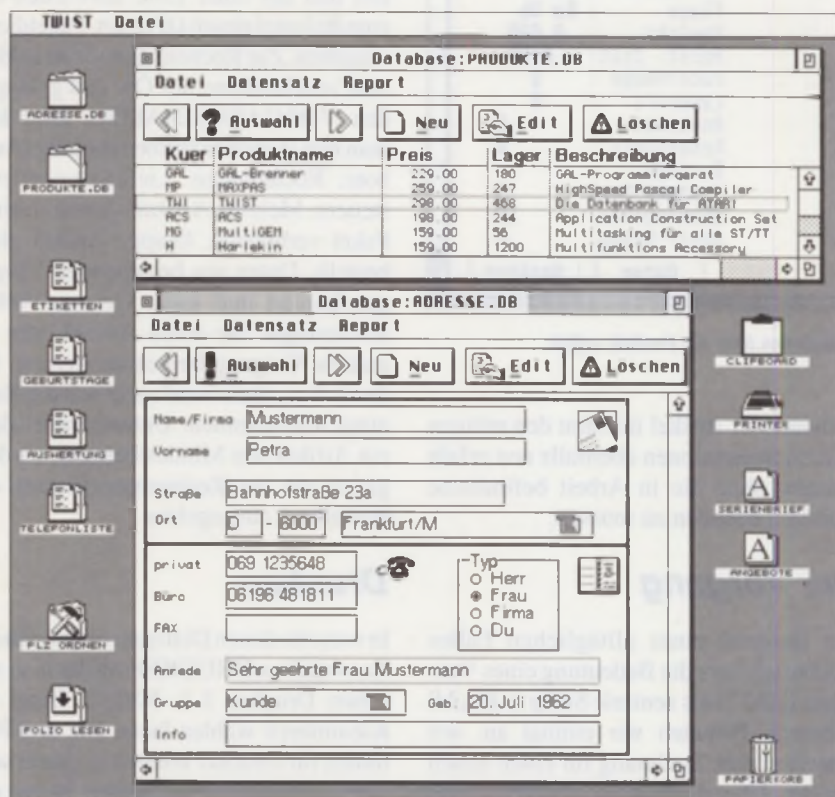 TWIST Datei
ADRESSE.DB
PRODUKTE.DB
ETIKETTEN
GEBURTSTAGE
AUSWERTUNG
TELEFONLISTE
PLZ ORDNEN
FOLIO LESEN
Database:PRODUKTE.DB
Datei Datensatz Report
? Auswahl Neu Edit Löschen
Kuer Produktname Preis Lager Beschreibung
GAL GAL-Brenner 229.00 180 GAL-Programmiergerät
MP MAXPAS 259.00 247 HighSpeed Pascal Compiler
TWI TWIST 298.00 468 Die Datenbank für ATARI
ACS ACS 198.00 244 Application Construction Set
MG MultiGEM 159.00 56 Multitasking für alle ST/TT
H Harlekin 159.00 1200 Multifunktions Accessory
Database:ADRESSE.DB
Datei Datensatz Report
! Auswahl Neu Edit Löschen
Name/Firma Mustermann
Vorname Petra
Straße Bahnhofstraße 23a
Ort D - 6000 Frankfurt/M
privat 069 1235648
Büro 06196 481811
FAX
Typ
Herr
Frau
Firma
Du
Anrede Sehr geehrte Frau Mustermann
Gruppe Kunde Geb. 20. Juli 1962
Info
CLIPBOARD
PRINTER
A
SERIENBRIEF
A
ANGEBOTE
PAPIERKORB